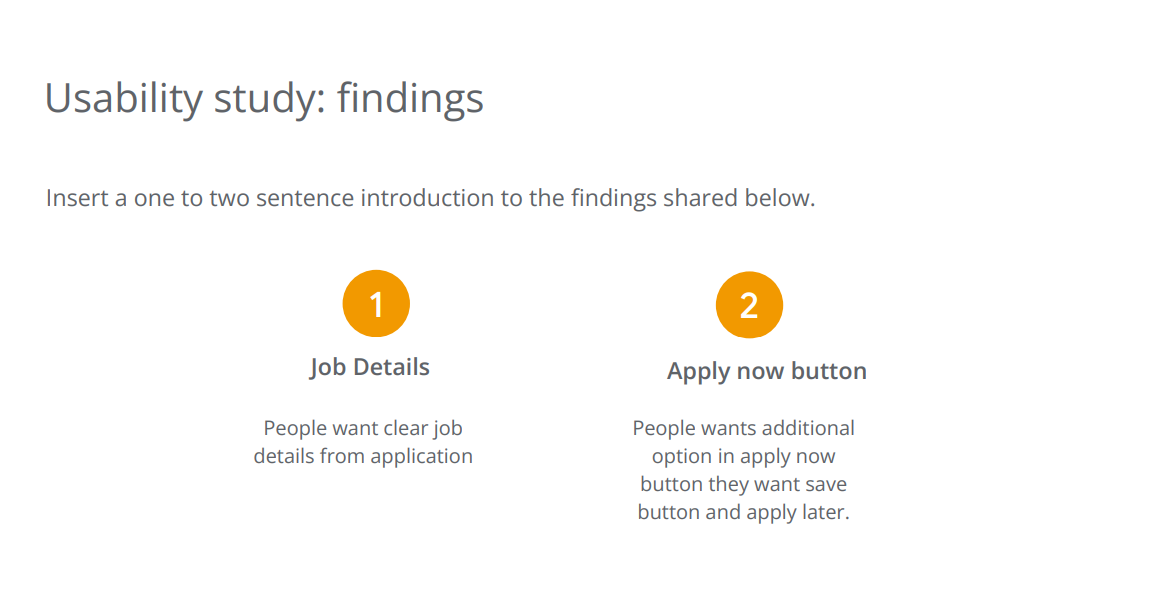 Usability study: findings
Insert a one to two sentence introduction to the findings shared below.
1
Job Details
People want clear job
details from application
2
Apply now button
People wants additional
option in apply now
button they want save
button and apply later.